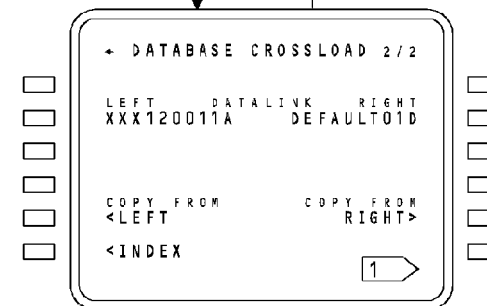 ← DATABASE CROSSLOAD 2/2
LEFT DATALINK RIGHT
XXX120011A DEFAULT01D
COPY FROM COPY FROM
<LEFT RIGHT>
<INDEX
1